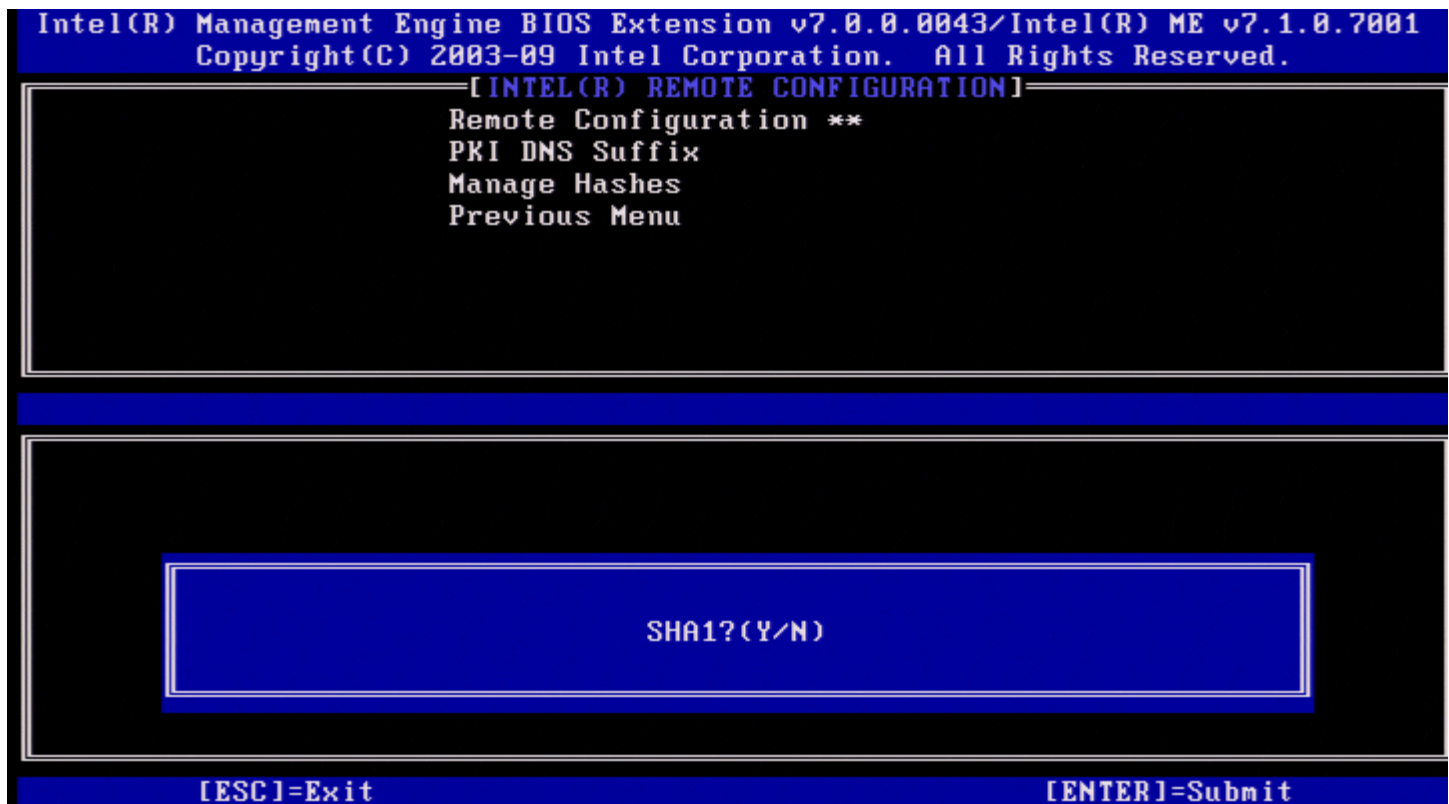 Intel(R) Management Engine BIOS Extension v7.0.0.0043/Intel(R) ME v7.1.0.7001
Copyright(C) 2003-09 Intel Corporation. All Rights Reserved.
[INTEL(R) REMOTE CONFIGURATION]
Remote Configuration **
PKI DNS Suffix
Manage Hashes
Previous Menu
SHA1?(Y/N)
[ESC]=Exit [ENTER]=Submit